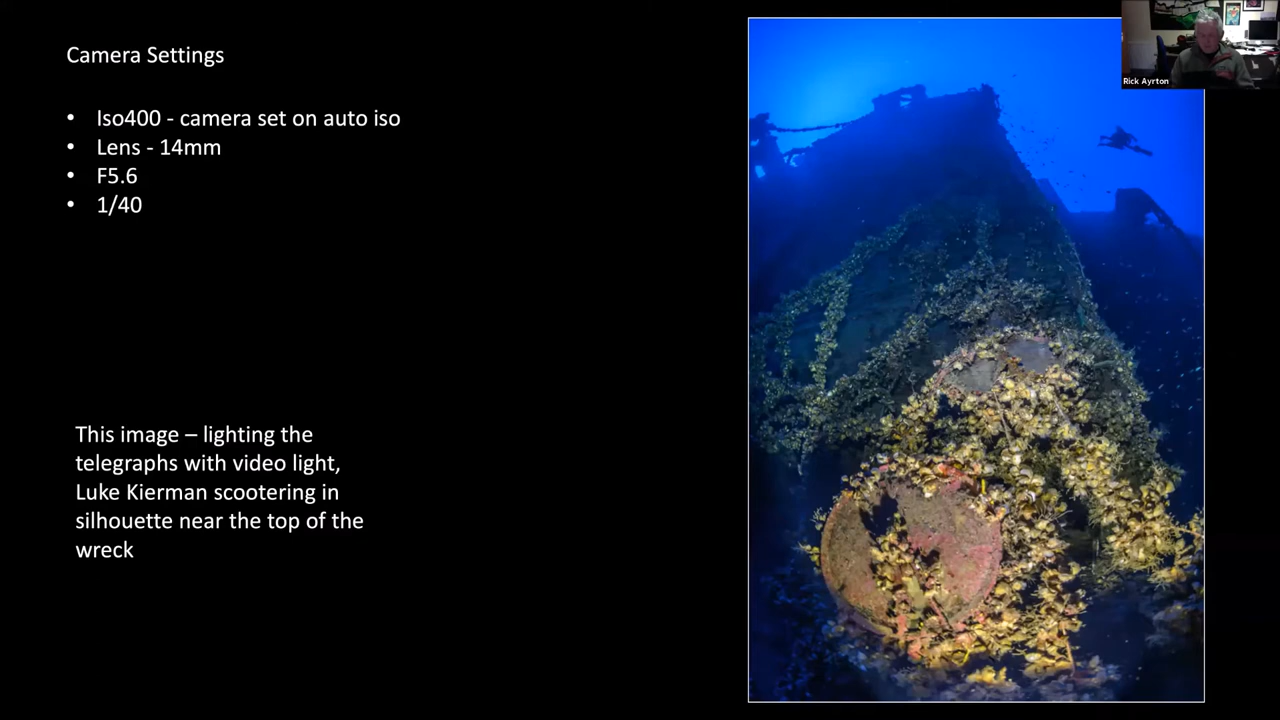 Camera Settings
• Iso400 - camera set on auto iso
• Lens - 14mm
• F5.6
• 1/40
This image – lighting the
telegraphs with video light,
Luke Kierman scootering in
silhouette near the top of the
wreck
Rick Ayrton